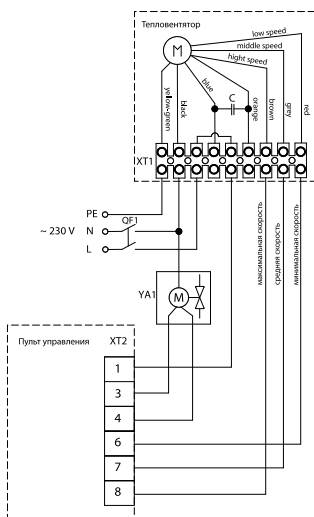 Тепловентятор
low speed
middle speed
hight speed
M
blue
C
yellow-green
black
orange
brown
grey
red
XT1
PE
QF1
~ 230 V
N
L
максимальная скорость
средняя скорость
минимальная скорость
YA1
M
Пульт управления
XT2
1
3
4
6
7
8